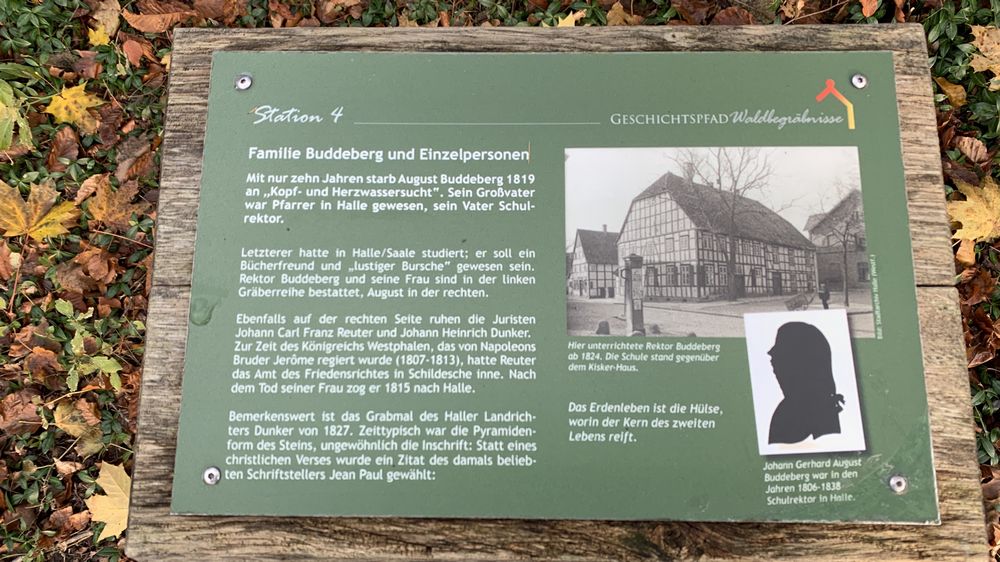 Station 4
GESCHICHTSPFAD Waldbegräbnisse
Familie Buddeberg und Einzelpersonen
Mit nur zehn Jahren starb August Buddeberg 1819
an „Kopf- und Herzwassersucht“. Sein Großvater
war Pfarrer in Halle gewesen, sein Vater Schul-
rektor.
Letzterer hatte in Halle/Saale studiert; er soll ein
Bücherfreund und „lustiger Bursche“ gewesen sein.
Rektor Buddeberg und seine Frau sind in der linken
Gräberreihe bestattet, August in der rechten.
Ebenfalls auf der rechten Seite ruhen die Juristen
Johann Carl Franz Reuter und Johann Heinrich Dunker.
Zur Zeit des Königreichs Westphalen, das von Napoleons
Bruder Jerôme regiert wurde (1807-1813), hatte Reuter
das Amt des Friedensrichtes in Schildesche inne. Nach
dem Tod seiner Frau zog er 1815 nach Halle.
Bemerkenswert ist das Grabmal des Haller Landrich-
ters Dunker von 1827. Zeittypisch war die Pyramiden-
form des Steins, ungewöhnlich die Inschrift: Statt eines
christlichen Verses wurde ein Zitat des damals belieb-
ten Schriftstellers Jean Paul gewählt:
Bild: Stadtarchiv Halle (Westf.)
Hier unterrichtete Rektor Buddeberg
ab 1824. Die Schule stand gegenüber
dem Kisker-Haus.
Das Erdenleben ist die Hülse,
worin der Kern des zweiten
Lebens reift.
Johann Gerhard August
Buddeberg war in den
Jahren 1806-1838
Schulrektor in Halle.